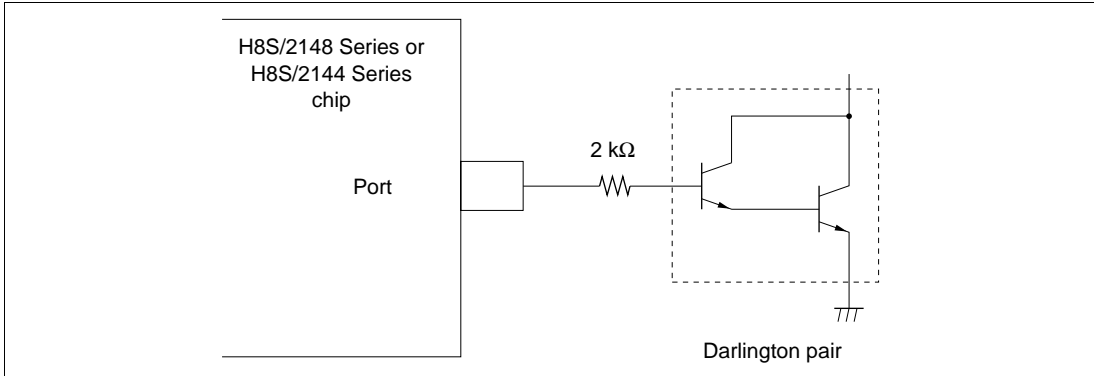 H8S/2148 Series or
H8S/2144 Series
chip
2 kΩ
Port
Darlington pair